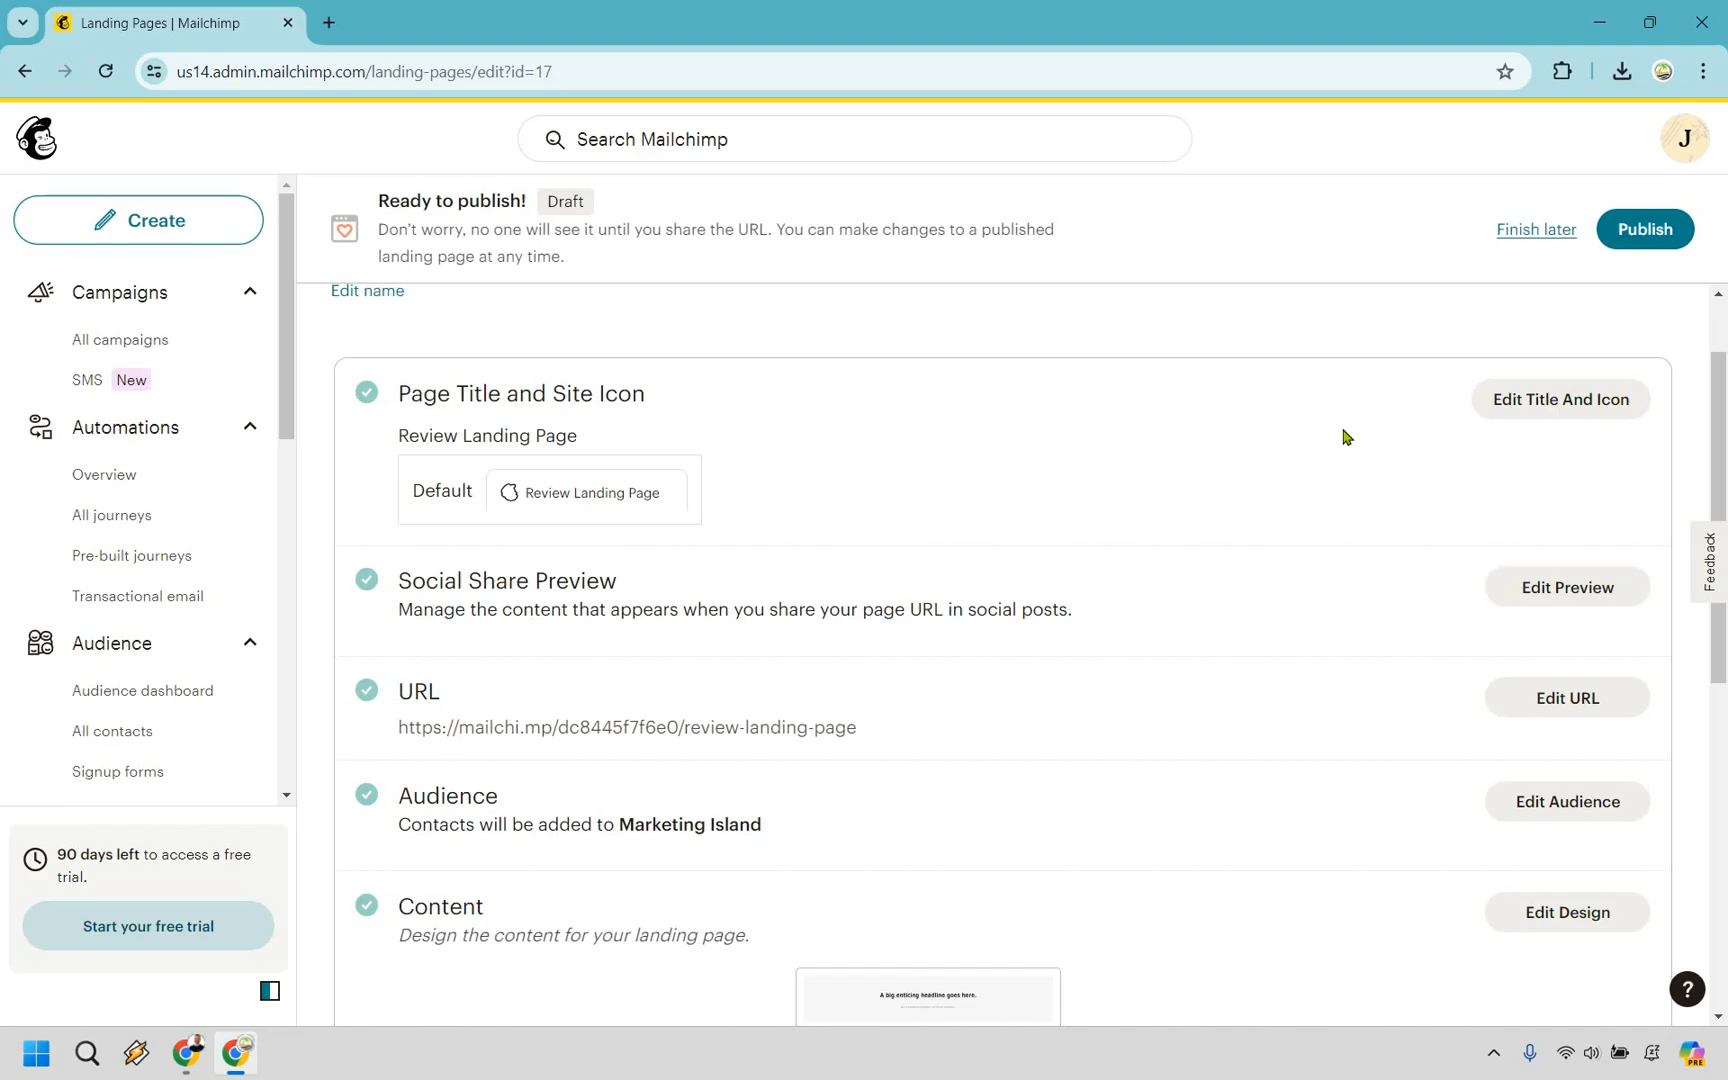 Landing Pages | Mailchimp
us14.admin.mailchimp.com/landing-pages/edit?id=17
Search Mailchimp
J
Create
Campaigns
All campaigns
SMS New
Automations
Overview
All journeys
Pre-built journeys
Transactional email
Audience
Audience dashboard
All contacts
Signup forms
90 days left to access a free
trial.
Start your free trial
Ready to publish! Draft
Don't worry, no one will see it until you share the URL. You can make changes to a published
landing page at any time.
Finish later
Publish
Edit name
Page Title and Site Icon
Edit Title And Icon
Review Landing Page
Default
Review Landing Page
Social Share Preview
Edit Preview
Manage the content that appears when you share your page URL in social posts.
URL
Edit URL
https://mailchi.mp/dc8445f7f6e0/review-landing-page
Audience
Edit Audience
Contacts will be added to Marketing Island
Content
Edit Design
Design the content for your landing page.
A big enticing headline goes here.
Feedback
?
PRE